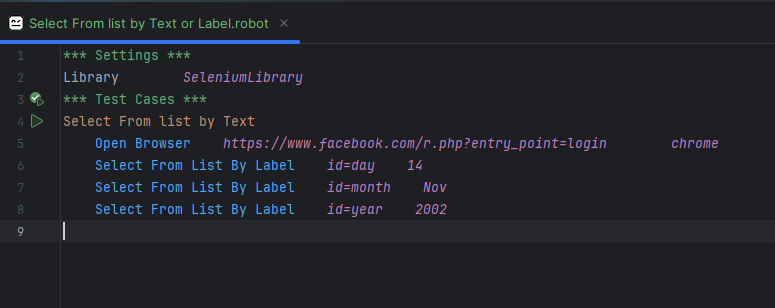 Select From list by Text or Label.robot ×
1 *** Settings ***
2 Library SeleniumLibrary
3 *** Test Cases ***
4 Select From list by Text
5 Open Browser https://www.facebook.com/r.php?entry_point=login chrome
6 Select From List By Label id=day 14
7 Select From List By Label id=month Nov
8 Select From List By Label id=year 2002
9